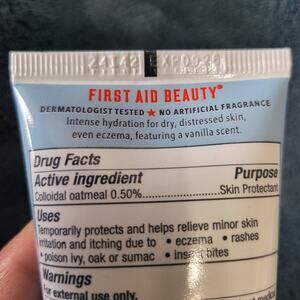 24142 EXP
FIRST AID BEAUTY®
DERMATOLOGIST TESTED ★ NO ARTIFICIAL FRAGRANCE
Intense hydration for dry, distressed skin,
even eczema, featuring a vanilla scent.
Drug Facts
Active ingredient Purpose
Colloidal oatmeal 0.50%..................Skin Protectant
Uses
Temporarily protects and helps relieve minor skin
irritation and itching due to • eczema • rashes
• poison ivy, oak or sumac • insect bites
Warnings
For external use only.